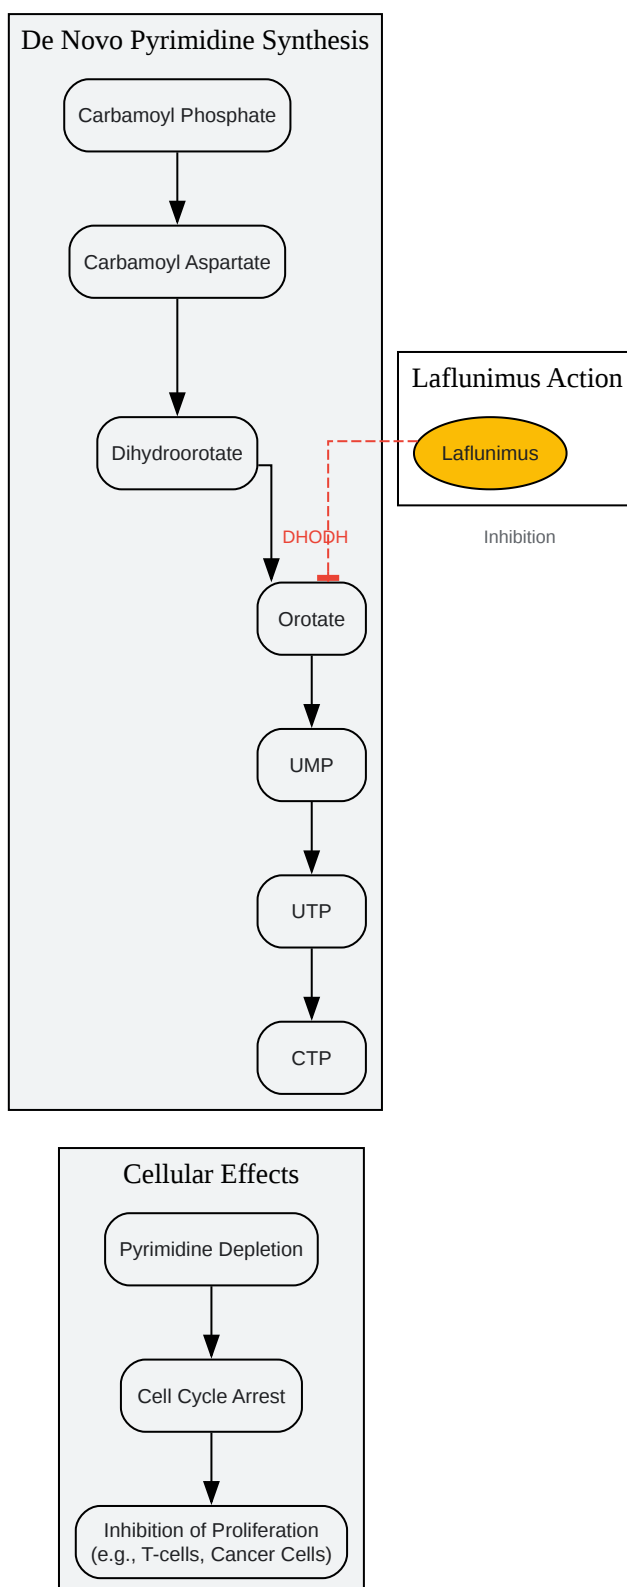 De Novo Pyrimidine Synthesis
Carbamoyl Phosphate
Carbamoyl Aspartate
Laflunimus Action
Dihydroorotate
Laflunimus
DHODH
Inhibition
Orotate
UMP
UTP
CTP
Cellular Effects
Pyrimidine Depletion
Cell Cycle Arrest
Inhibition of Proliferation
(e.g., T-cells, Cancer Cells)